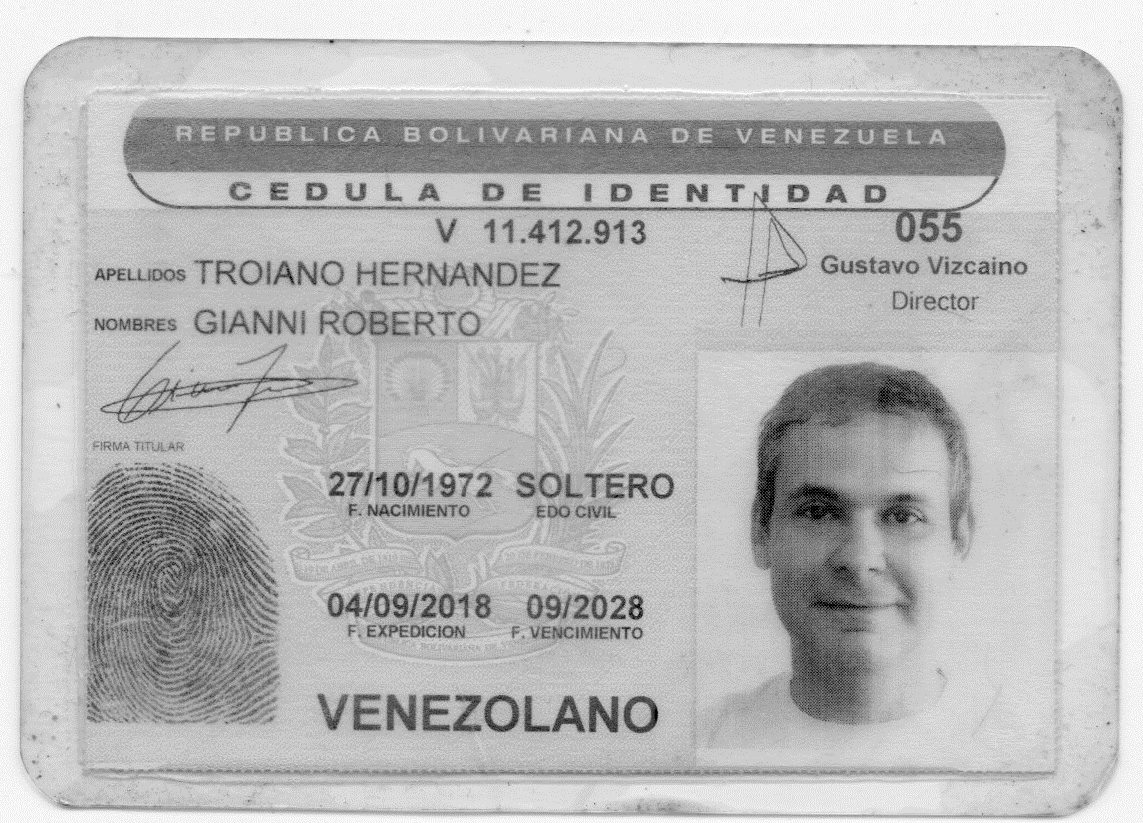 REPUBLICA BOLIVARIANA DE VENEZUELA
CEDULA DE IDENTIDAD
V 11.412.913
055
APELLIDOS TROIANO HERNANDEZ
Gustavo Vizcaino
Director
NOMBRES GIANNI ROBERTO
FIRMA TITULAR
27/10/1972 SOLTERO
F. NACIMIENTO EDO CIVIL
04/09/2018 09/2028
F. EXPEDICION F. VENCIMIENTO
VENEZOLANO